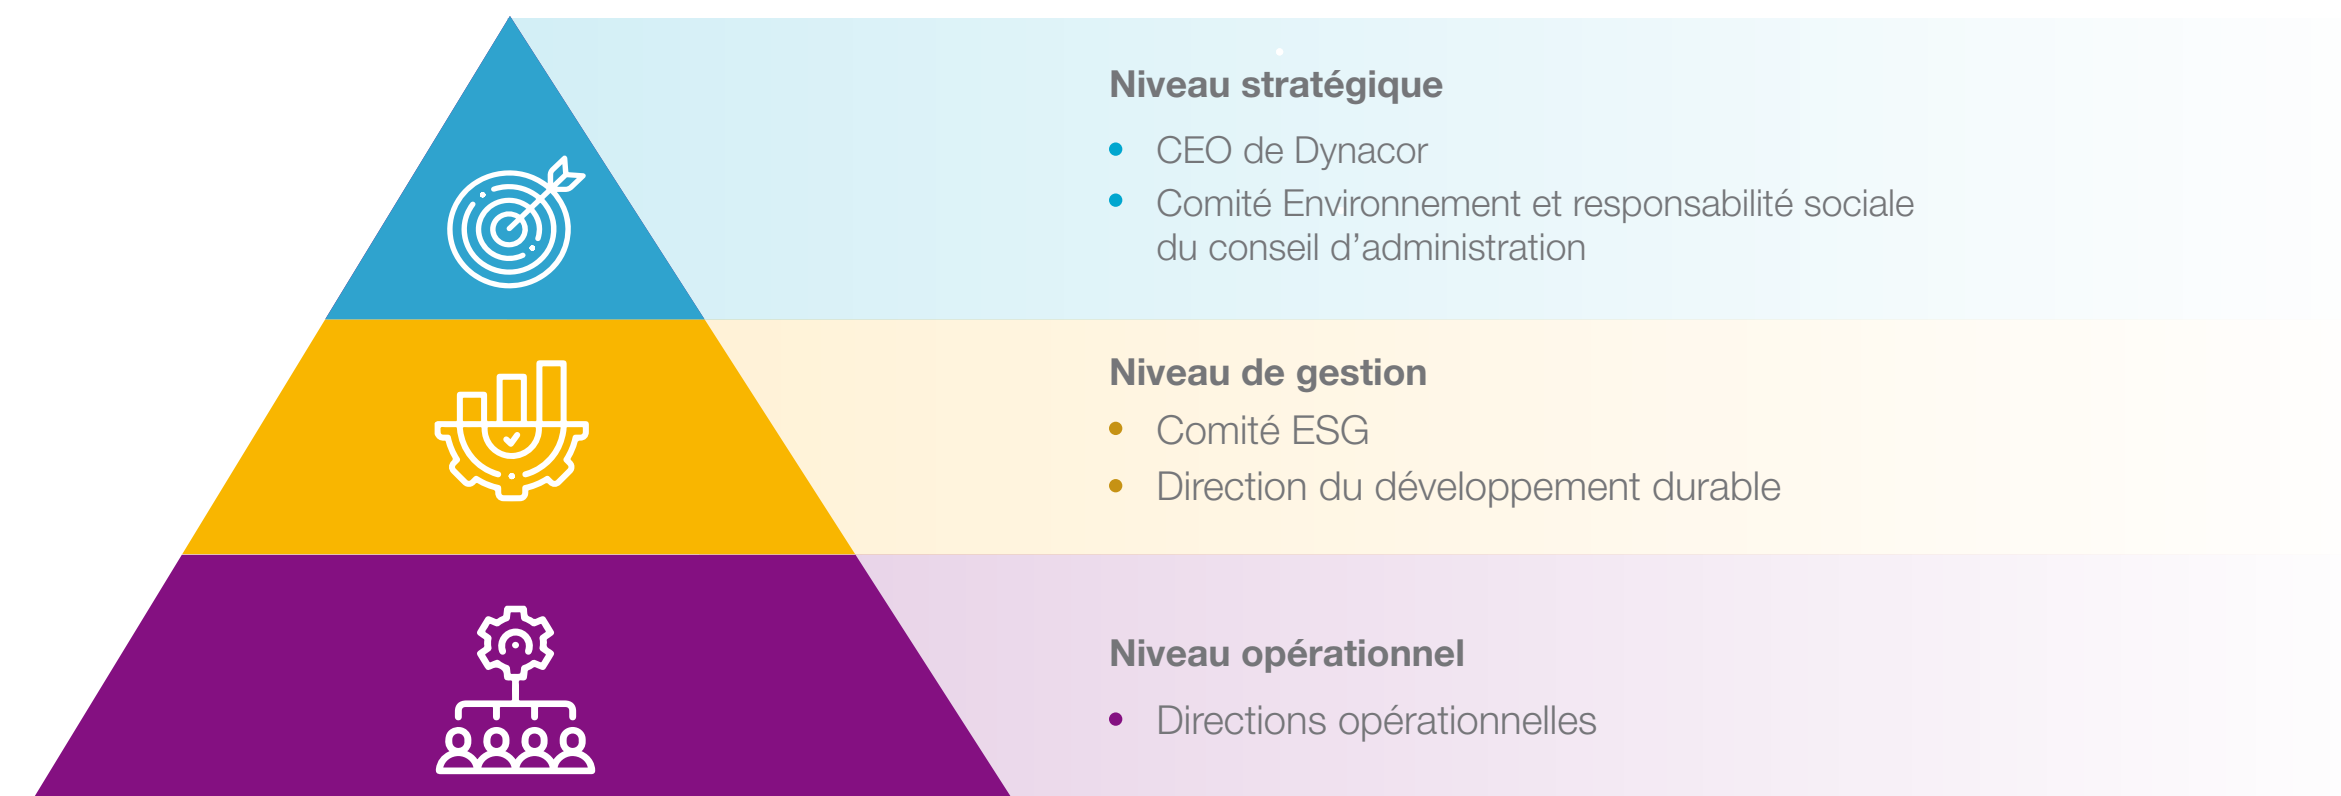 Niveau stratégique
• CEO de Dynacor
• Comité Environnement et responsabilité sociale
du conseil d’administration
Niveau de gestion
• Comité ESG
• Direction du développement durable
Niveau opérationnel
• Directions opérationnelles